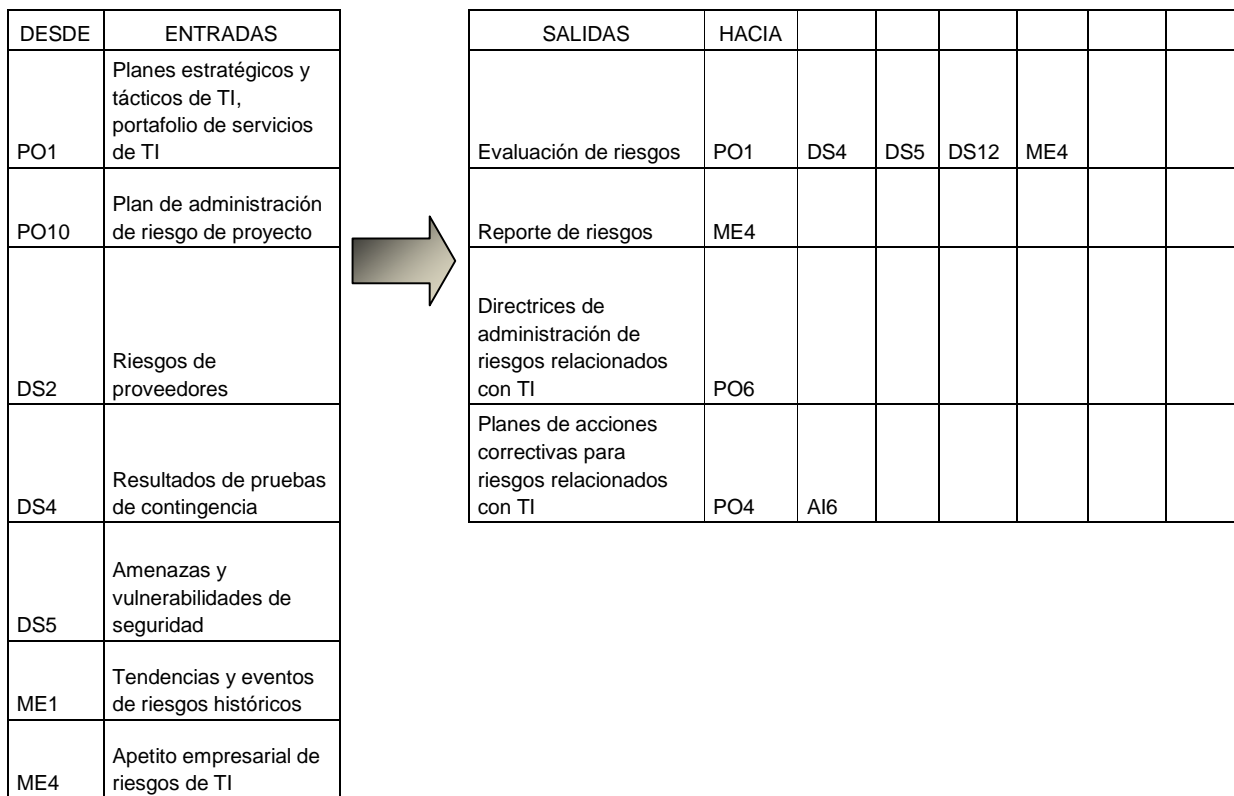 DESDE ENTRADAS
PO1 Planes estratégicos y
tácticos de TI,
portafolio de servicios
de TI
PO10 Plan de administración
de riesgo de proyecto
DS2 Riesgos de
proveedores
DS4 Resultados de pruebas
de contingencia
DS5 Amenazas y
vulnerabilidades de
seguridad
ME1 Tendencias y eventos
de riesgos históricos
ME4 Apetito empresarial de
riesgos de TI
SALIDAS HACIA
Evaluación de riesgos PO1 DS4 DS5 DS12 ME4
Reporte de riesgos ME4
Directrices de
administración de
riesgos relacionados
con TI PO6
Planes de acciones
correctivas para
riesgos relacionados
con TI PO4 AI6